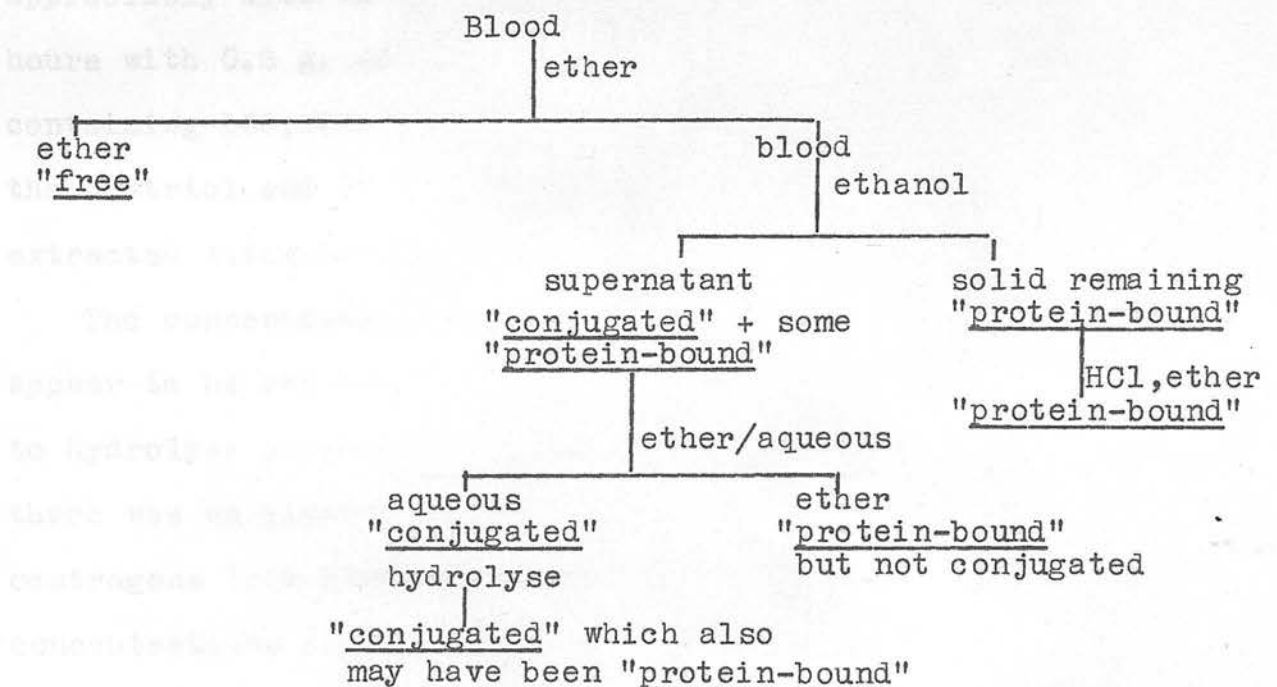 Blood
ether
ether
"free"
blood
ethanol
supernatant
"conjugated" + some
"protein-bound"
solid remaining
"protein-bound"
HCl,ether
"protein-bound"
ether/aqueous
aqueous
"conjugated"
hydrolyse
ether
"protein-bound"
but not conjugated
"conjugated" which also
may have been "protein-bound"